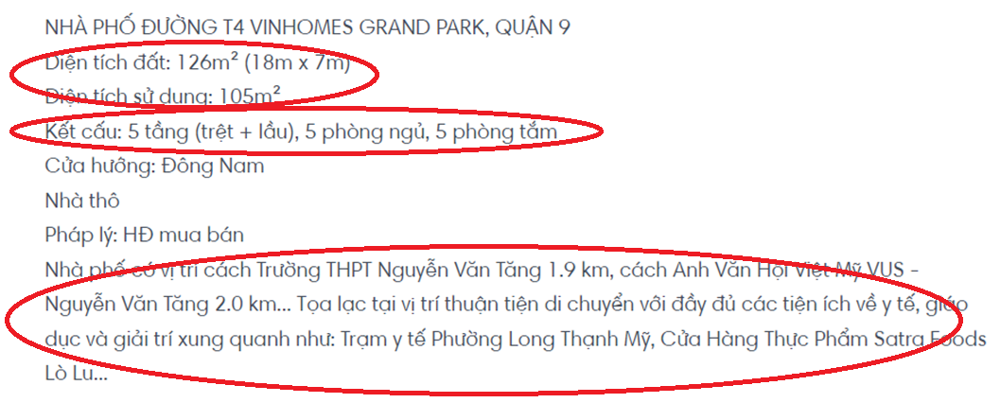 NHÀ PHỐ ĐƯỜNG T4 VINHOMES GRAND PARK, QUẬN 9
Diện tích đất: 126m² (18m x 7m)
Diện tích sử dụng: 105m²
Kết cấu: 5 tầng (trệt + lầu), 5 phòng ngủ, 5 phòng tắm
Cửa hướng: Đông Nam
Nhà thô
Pháp lý: HĐ mua bán
Nhà phố có vị trí cách Trường THPT Nguyễn Văn Tăng 1.9 km, cách Anh Văn Hội Việt Mỹ VUS -
Nguyễn Văn Tăng 2.0 km... Tọa lạc tại vị trí thuận tiện di chuyển với đầy đủ các tiện ích về y tế, giáo
dục và giải trí xung quanh như: Trạm y tế Phường Long Thạnh Mỹ, Cửa Hàng Thực Phẩm Satra Foods
Lò Lu...